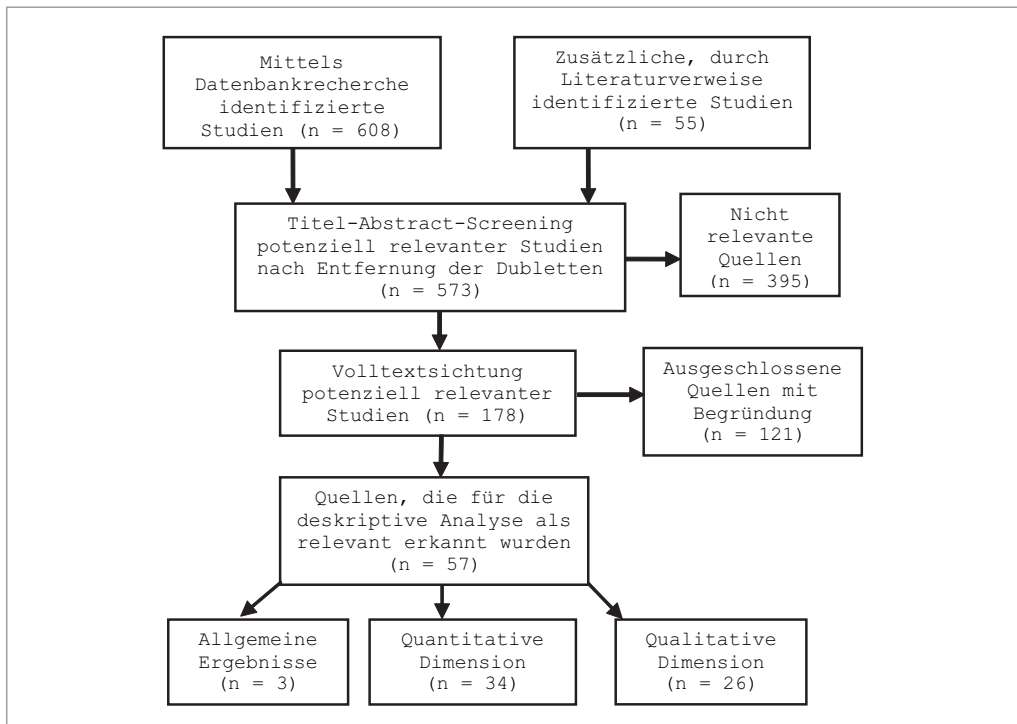 Mittels
Datenbankrecherche
identifizierte
Studien (n = 608)
Zusätzliche, durch
Literaturverweise
identifizierte Studien
(n = 55)
Titel-Abstract-Screening
potenziell relevanter Studien
nach Entfernung der Dubletten
(n = 573)
Nicht
relevante
Quellen
(n = 395)
Volltextsichtung
potenziell relevanter
Studien (n = 178)
Ausgeschlossene
Quellen mit
Begründung
(n = 121)
Quellen, die für die
deskriptive Analyse als
relevant erkannt wurden
(n = 57)
Allgemeine
Ergebnisse
(n = 3)
Quantitative
Dimension
(n = 34)
Qualitative
Dimension
(n = 26)